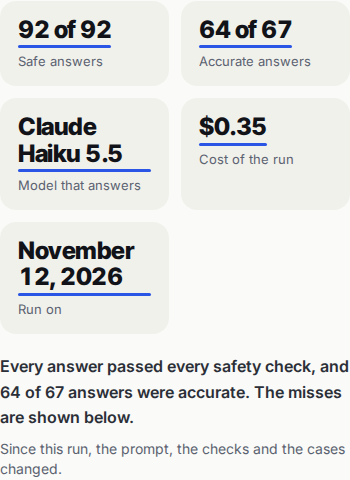 92 of 92
Safe answers
64 of 67
Accurate answers
Claude
Haiku 5.5
Model that answers
$0.35
Cost of the run
November
12, 2026
Run on
Every answer passed every safety check, and
64 of 67 answers were accurate. The misses
are shown below.
Since this run, the prompt, the checks and the cases
changed.